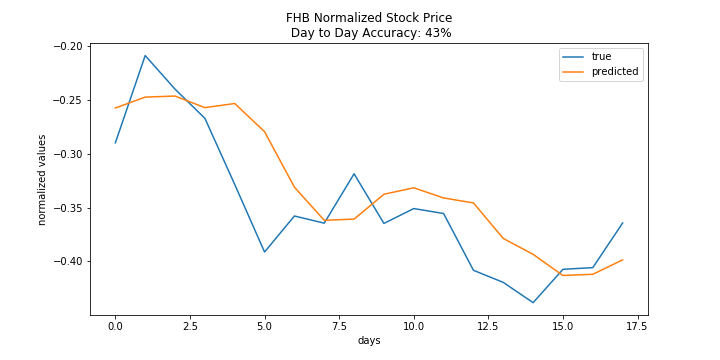 FHB Normalized Stock Price
Day to Day Accuracy: 43%
true
predicted
normalized values
−0.20
−0.25
−0.30
−0.35
−0.40
0.0
2.5
5.0
7.5
10.0
12.5
15.0
17.5
days